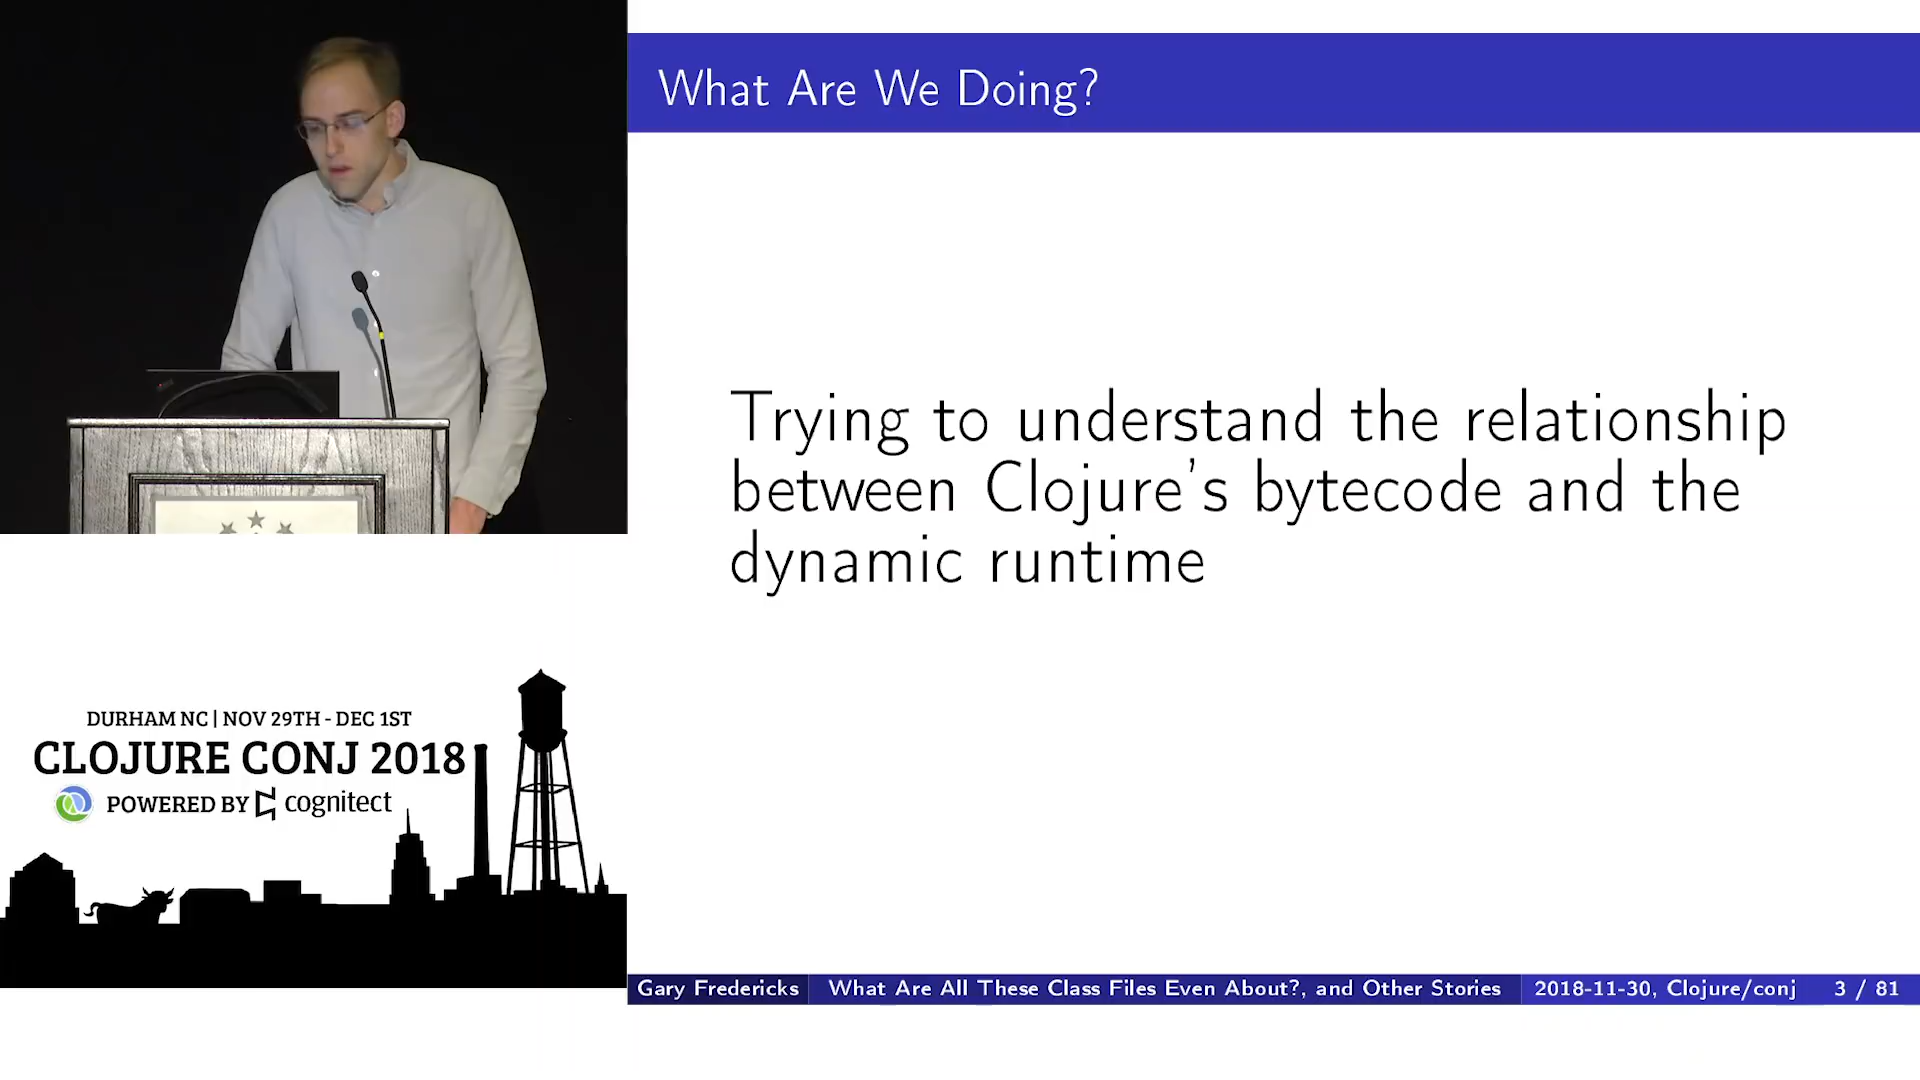 What Are We Doing?
Trying to understand the relationship
between Clojure's bytecode and the
dynamic runtime
DURHAM NC | NOV 29TH - DEC 1ST
CLOJURE CONJ 2018
POWERED BY cognitect
Gary Fredericks What Are All These Class Files Even About?, and Other Stories 2018-11-30, Clojure/conj 3 / 81